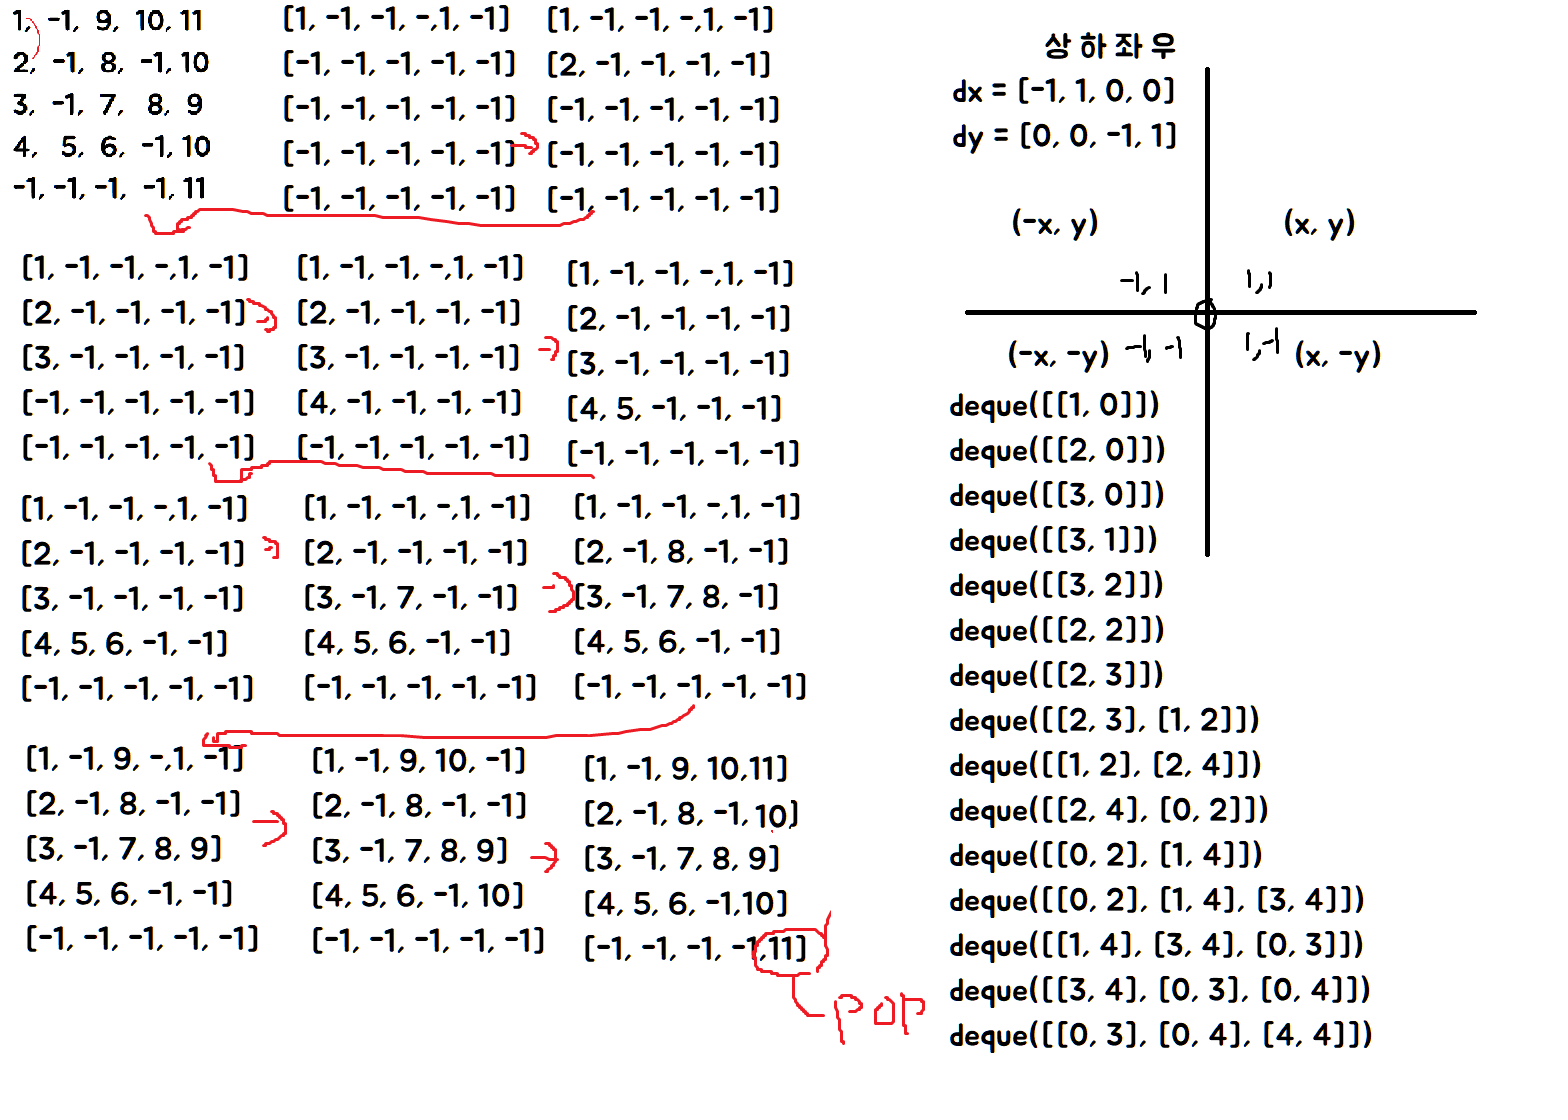 1, -1, 9, 10, 11
2, -1, 8, -1, 10
3, -1, 7, 8, 9
4, 5, 6, -1, 10
-1, -1, -1, -1, 11
[1, -1, -1, -,1, -1]
[-1, -1, -1, -1, -1]
[-1, -1, -1, -1, -1]
[-1, -1, -1, -1, -1]
[-1, -1, -1, -1, -1]
[1, -1, -1, -,1, -1]
[2, -1, -1, -1, -1]
[-1, -1, -1, -1, -1]
[-1, -1, -1, -1, -1]
[-1, -1, -1, -1, -1]
[1, -1, -1, -,1, -1]
[2, -1, -1, -1, -1]
[3, -1, -1, -1, -1]
[-1, -1, -1, -1, -1]
[-1, -1, -1, -1, -1]
[1, -1, -1, -,1, -1]
[2, -1, -1, -1, -1]
[3, -1, -1, -1, -1]
[4, -1, -1, -1, -1]
[-1, -1, -1, -1, -1]
[1, -1, -1, -,1, -1]
[2, -1, -1, -1, -1]
[3, -1, -1, -1, -1]
[4, 5, -1, -1, -1]
[-1, -1, -1, -1, -1]
[1, -1, -1, -,1, -1]
[2, -1, -1, -1, -1]
[3, -1, -1, -1, -1]
[4, 5, 6, -1, -1]
[-1, -1, -1, -1, -1]
[1, -1, -1, -,1, -1]
[2, -1, -1, -1, -1]
[3, -1, 7, -1, -1]
[4, 5, 6, -1, -1]
[-1, -1, -1, -1, -1]
[1, -1, -1, -,1, -1]
[2, -1, 8, -1, -1]
[3, -1, 7, 8, -1]
[4, 5, 6, -1, -1]
[-1, -1, -1, -1, -1]
[1, -1, 9, -,1, -1]
[2, -1, 8, -1, -1]
[3, -1, 7, 8, 9]
[4, 5, 6, -1, -1]
[-1, -1, -1, -1, -1]
[1, -1, 9, 10, -1]
[2, -1, 8, -1, -1]
[3, -1, 7, 8, 9]
[4, 5, 6, -1, 10]
[-1, -1, -1, -1, -1]
[1, -1, 9, 10,11]
[2, -1, 8, -1,10]
[3, -1, 7, 8, 9]
[4, 5, 6, -1,10]
[-1, -1, -1, -1,11]
POP
상 하 좌 우
dx = [-1, 1, 0, 0]
dy = [0, 0, -1, 1]
(-x, y) (x, y)
-1, 1 1,1
(-x, -y) -1, -1 1,-1 (x, -y)
deque([[1, 0]])
deque([[2, 0]])
deque([[3, 0]])
deque([[3, 1]])
deque([[3, 2]])
deque([[2, 2]])
deque([[2, 3]])
deque([[2, 3], [1, 2]])
deque([[1, 2], [2, 4]])
deque([[2, 4], [0, 2]])
deque([[0, 2], [1, 4]])
deque([[0, 2], [1, 4], [3, 4]])
deque([[1, 4], [3, 4], [0, 3]])
deque([[3, 4], [0, 3], [0, 4]])
deque([[0, 3], [0, 4], [4, 4]])